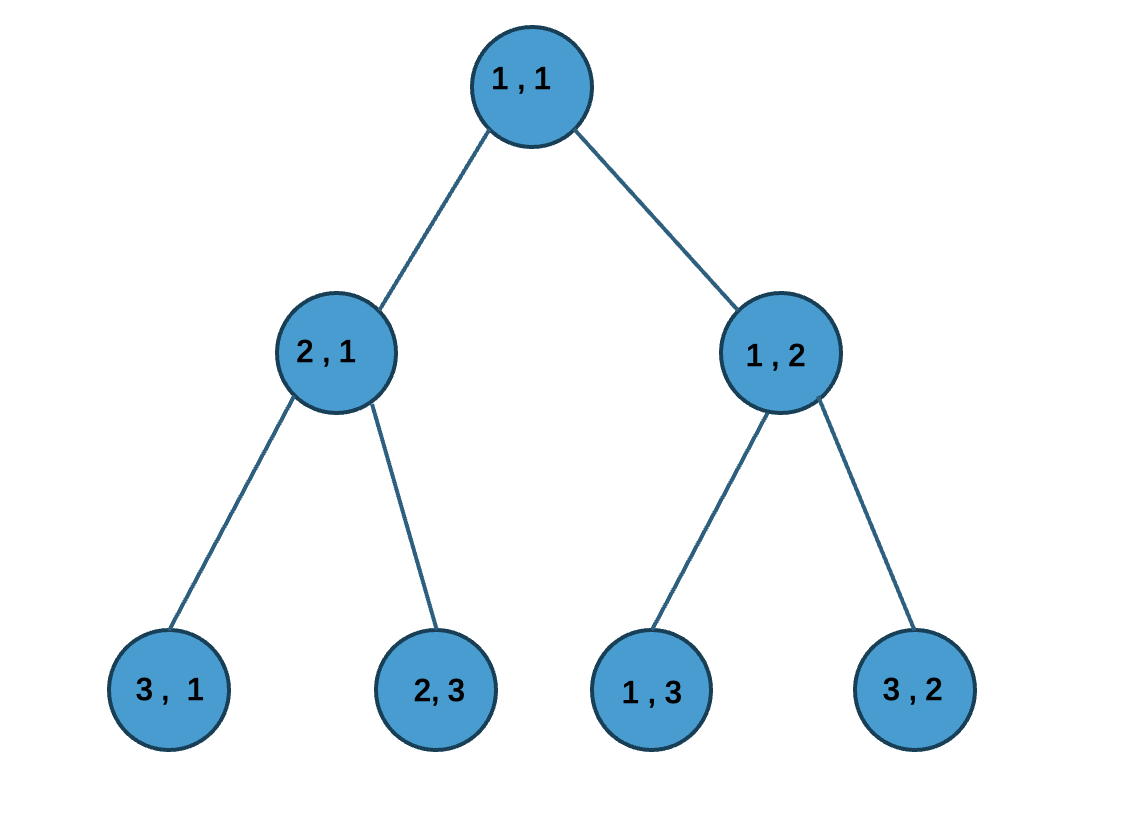 1 , 1
2 , 1
1 , 2
3 ,  1
2, 3
1 , 3
3 , 2